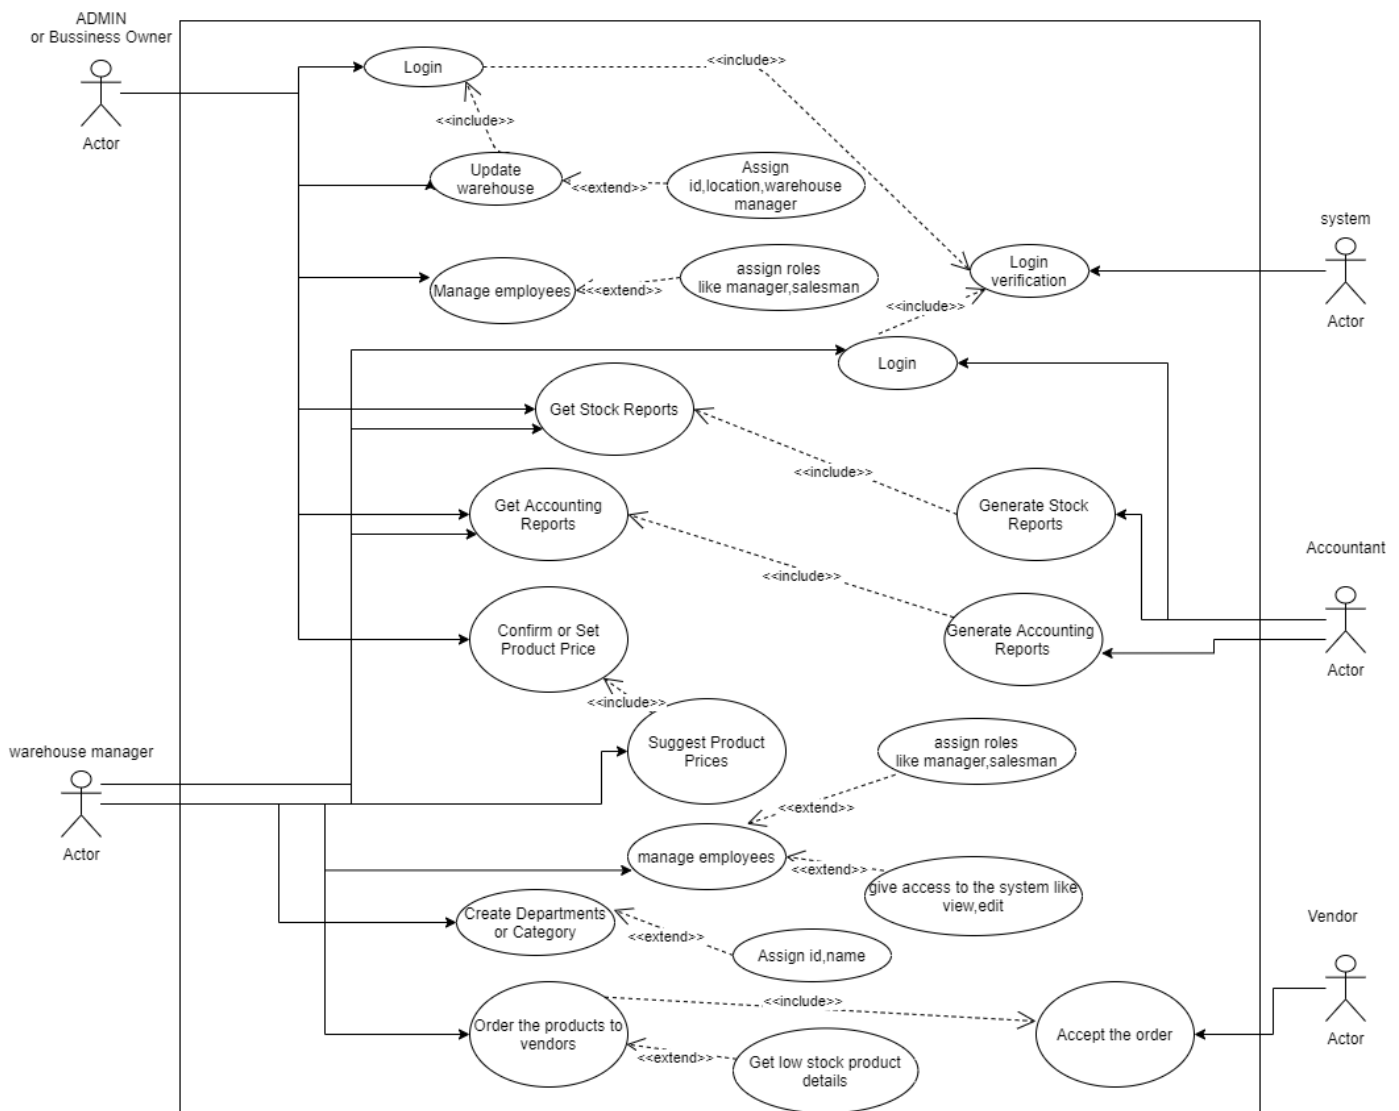 ADMIN
or Bussiness Owner
Actor
Login
<<include>>
<<include>>
Update
warehouse
<<extend>>
Assign
id,location,warehouse
manager
system
Actor
Login
verification
Manage employees
<<extend>>
assign roles
like manager,salesman
<<include>>
Login
Get Stock Reports
<<include>>
Get Accounting
Reports
Generate Stock
Reports
Accountant
Actor
<<include>>
Confirm or Set
Product Price
Generate Accounting
Reports
<<include>>
Suggest Product
Prices
assign roles
like manager,salesman
warehouse manager
Actor
<<extend>>
manage employees
<<extend>>
give access to the system like
view,edit
Create Departments
or Category
<<extend>>
Assign id,name
Vendor
Actor
<<include>>
Order the products to
vendors
<<extend>>
Get low stock product
details
Accept the order